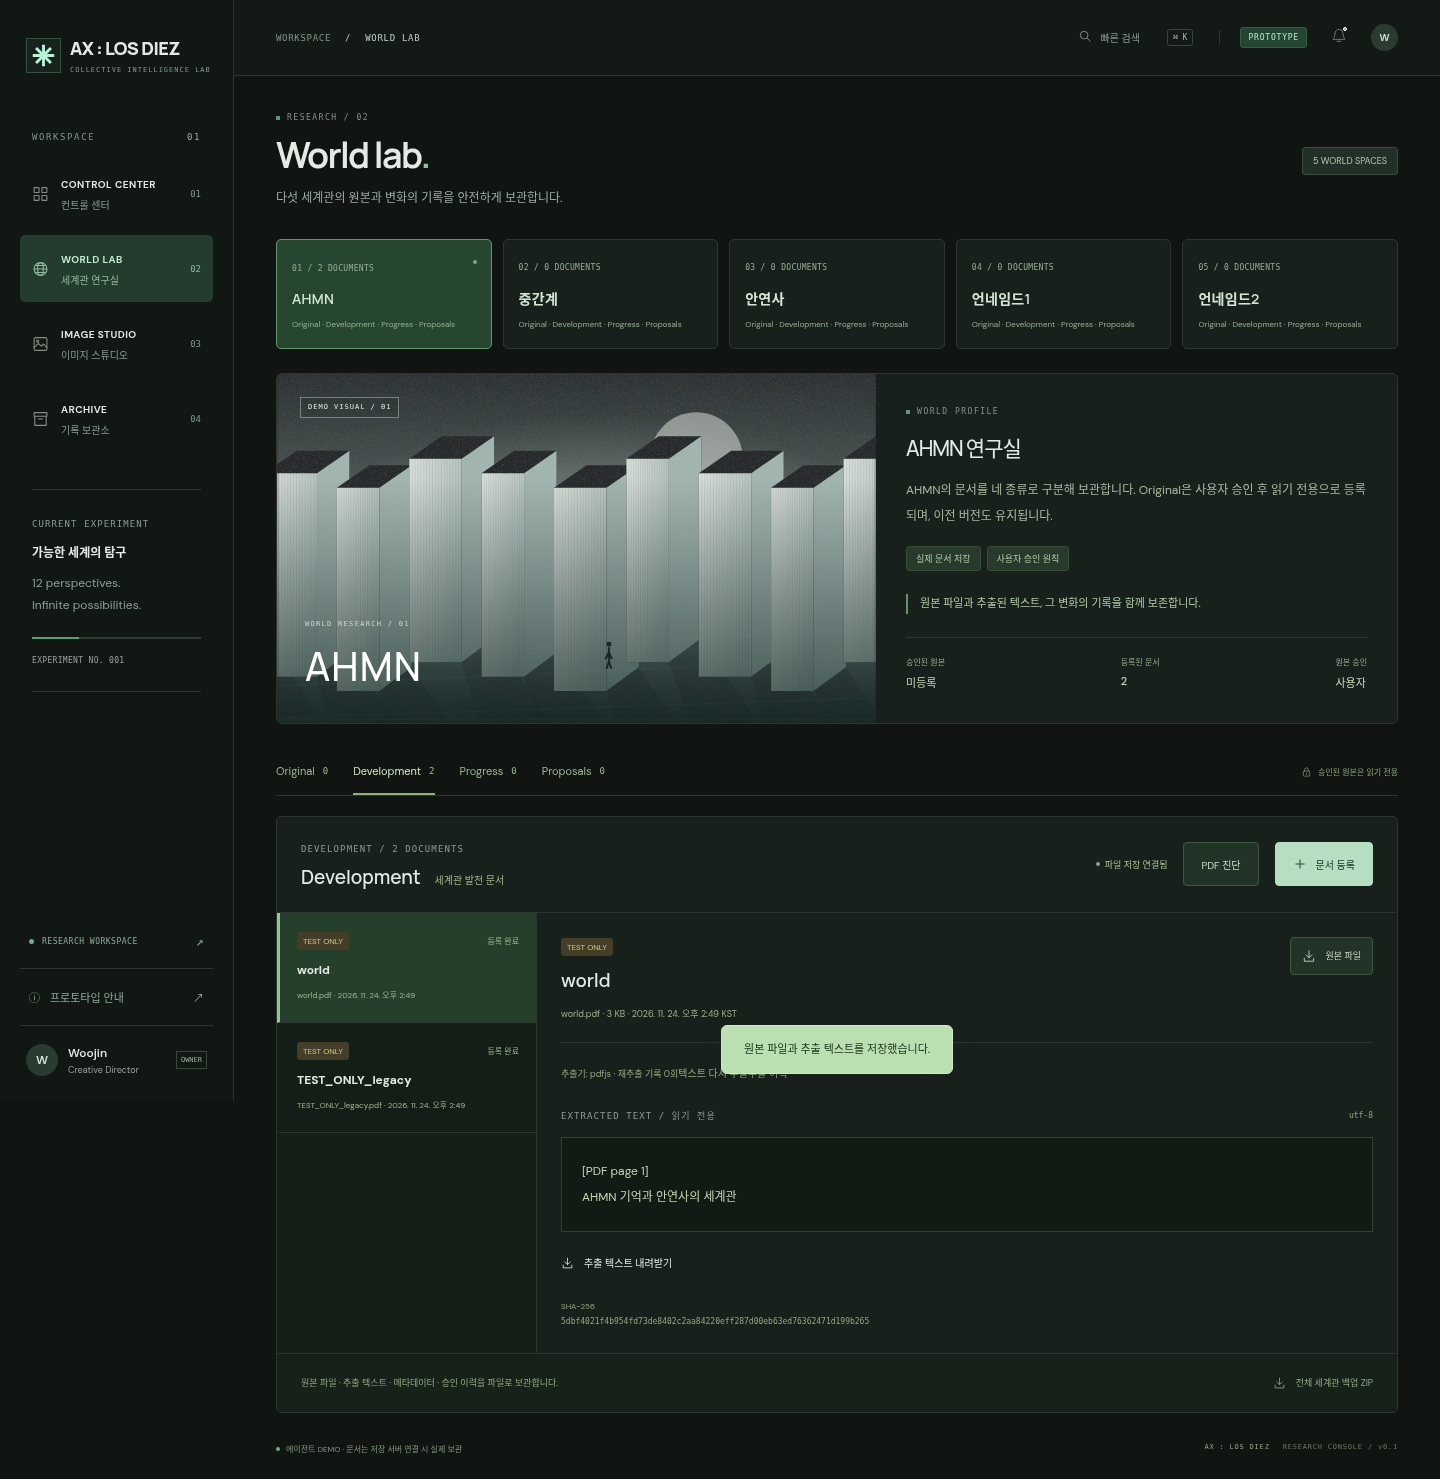 AX : LOS DIEZ
COLLECTIVE INTELLIGENCE LAB
WORKSPACE 01
CONTROL CENTER
컨트롤 센터
01
WORLD LAB
세계관 연구실
02
IMAGE STUDIO
이미지 스튜디오
03
ARCHIVE
기록 보관소
04
CURRENT EXPERIMENT
가능한 세계의 탐구
12 perspectives.
Infinite possibilities.
EXPERIMENT NO. 001
RESEARCH WORKSPACE ↗
프로토타입 안내
W
Woojin
Creative Director
OWNER
WORKSPACE / WORLD LAB
빠른 검색
⌘ K
PROTOTYPE
W
RESEARCH / 02
World lab.
다섯 세계관의 원본과 변화의 기록을 안전하게 보관합니다.
5 WORLD SPACES
01 / 2 DOCUMENTS
AHMN
Original · Development · Progress · Proposals
02 / 0 DOCUMENTS
중간계
Original · Development · Progress · Proposals
03 / 0 DOCUMENTS
안연사
Original · Development · Progress · Proposals
04 / 0 DOCUMENTS
언네임드1
Original · Development · Progress · Proposals
05 / 0 DOCUMENTS
언네임드2
Original · Development · Progress · Proposals
DEMO VISUAL / 01
WORLD RESEARCH / 01
AHMN
WORLD PROFILE
AHMN 연구실
AHMN의 문서를 네 종류로 구분해 보관합니다. Original은 사용자 승인 후 읽기 전용으로 등록
되며, 이전 버전도 유지됩니다.
실제 문서 저장
사용자 승인 원칙
원본 파일과 추출된 텍스트, 그 변화의 기록을 함께 보존합니다.
승인된 원본
미등록
등록된 문서
2
원본 승인
사용자
Original 0
Development 2
Progress 0
Proposals 0
승인된 원본은 읽기 전용
DEVELOPMENT / 2 DOCUMENTS
Development 세계관 발전 문서
파일 저장 연결됨
PDF 진단
문서 등록
TEST ONLY
등록 완료
world
world.pdf · 2026. 11. 24. 오후 2:49
TEST ONLY
등록 완료
TEST_ONLY_legacy
TEST_ONLY_legacy.pdf · 2026. 11. 24. 오후 2:49
TEST ONLY
world
원본 파일
world.pdf · 3 KB · 2026. 11. 24. 오후 2:49 KST
원본 파일과 추출 텍스트를 저장했습니다.
추출기: pdfjs · 재추출 기록 0회텍스트 다시
EXTRACTED TEXT / 읽기 전용
utf-8
[PDF page 1]
AHMN 기억과 안연사의 세계관
추출 텍스트 내려받기
SHA-256
5dbf4021f4b954fd73de8402c2aa84220eff287d00eb63ed76362471d199b265
원본 파일 · 추출 텍스트 · 메타데이터 · 승인 이력을 파일로 보관합니다.
전체 세계관 백업 ZIP
에이전트 DEMO · 문서는 저장 서버 연결 시 실제 보관
AX : LOS DIEZ RESEARCH CONSOLE / v0.1